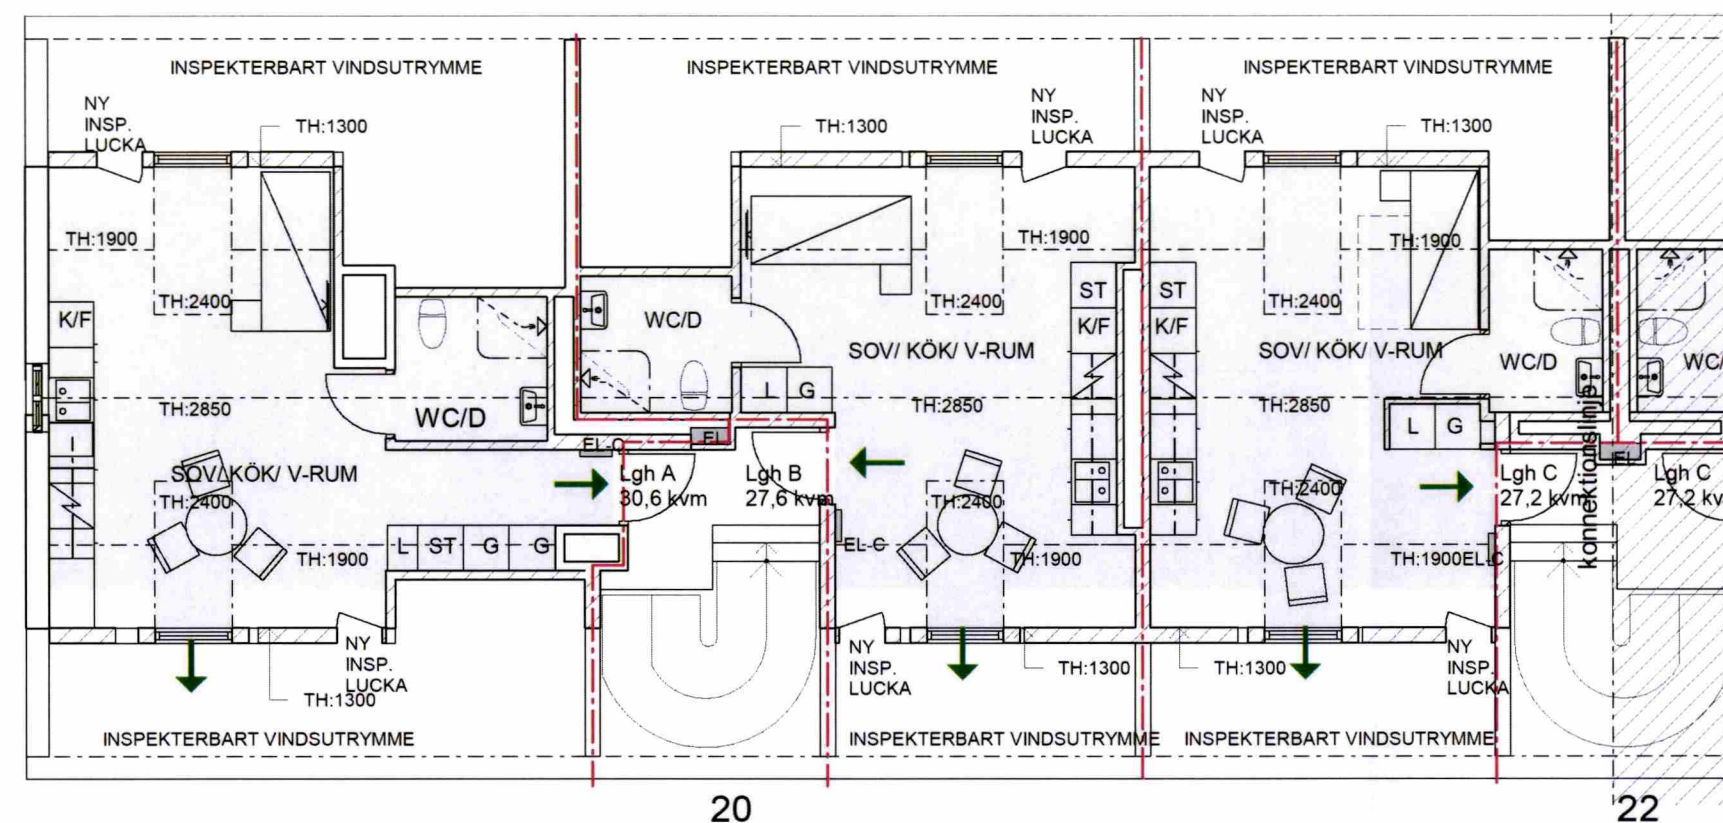 INSPEKTERBART VINDSUTRYMME
INSPEKTERBART VINDSUTRYMME
INSPEKTERBART VINDSUTRYMME
NY
INSP.
LUCKA
TH:1300
TH:1300
NY
INSP.
LUCKA
NY
INSP.
LUCKA
TH:1300
TH:1900
TH:1900
TH:1900
TH:2400
TH:2400
TH:2400
K/F
WC/D
ST
K/F
ST
K/F
SOV/ KÖK/ V-RUM
SOV/ KÖK/ V-RUM
WC/D
WC/
TH:2850
WC/D
L
G
TH:2850
TH:2850
L
G
konnektionslinje
EL-C
EL
EL
SOV/ KÖK/ V-RUM
TH:2400
Lgh A
30,6 kvm
Lgh B
27,6 kvm
TH:2400
TH:2400
Lgh C
27,2 kvm
Lgh C
27,2 kv
L
ST
G
G
TH:1900
EL-C
TH:1900
TH:1900
EL-C
NY
INSP.
LUCKA
TH:1300
NY
INSP.
LUCKA
TH:1300
TH:1300
NY
INSP.
LUCKA
INSPEKTERBART VINDSUTRYMME
INSPEKTERBART VINDSUTRYMME
INSPEKTERBART VINDSUTRYMME
20
22